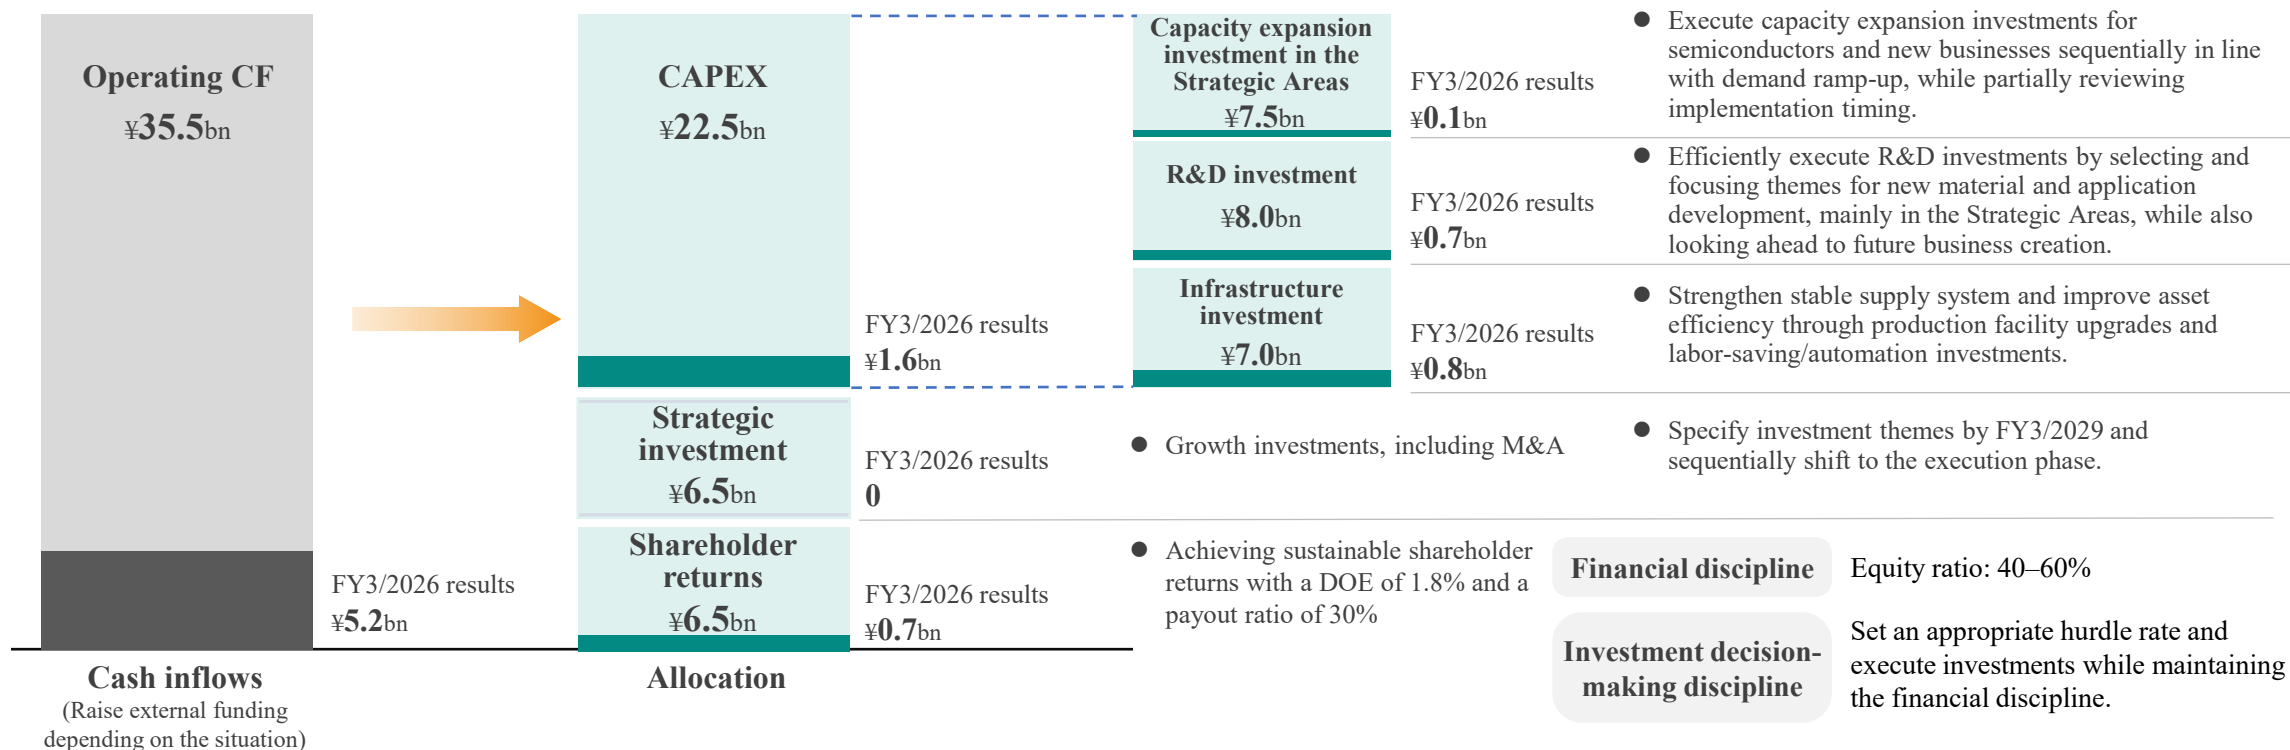 Operating CF
¥35.5bn
FY3/2026 results
¥5.2bn
Cash inflows
(Raise external funding
depending on the situation)
CAPEX
¥22.5bn
FY3/2026 results
¥1.6bn
Strategic
investment
¥6.5bn
FY3/2026 results
0
Shareholder
returns
¥6.5bn
FY3/2026 results
¥0.7bn
Allocation
Capacity expansion
investment in the
Strategic Areas
¥7.5bn
FY3/2026 results
¥0.1bn
● Execute capacity expansion investments for
semiconductors and new businesses sequentially in line
with demand ramp-up, while partially reviewing
implementation timing.
R&D investment
¥8.0bn
FY3/2026 results
¥0.7bn
● Efficiently execute R&D investments by selecting and
focusing themes for new material and application
development, mainly in the Strategic Areas, while also
looking ahead to future business creation.
Infrastructure
investment
¥7.0bn
FY3/2026 results
¥0.8bn
● Strengthen stable supply system and improve asset
efficiency through production facility upgrades and
labor-saving/automation investments.
● Growth investments, including M&A
● Specify investment themes by FY3/2029 and
sequentially shift to the execution phase.
● Achieving sustainable shareholder
returns with a DOE of 1.8% and a
payout ratio of 30%
Financial discipline
Equity ratio: 40–60%
Investment decision-
making discipline
Set an appropriate hurdle rate and
execute investments while maintaining
the financial discipline.